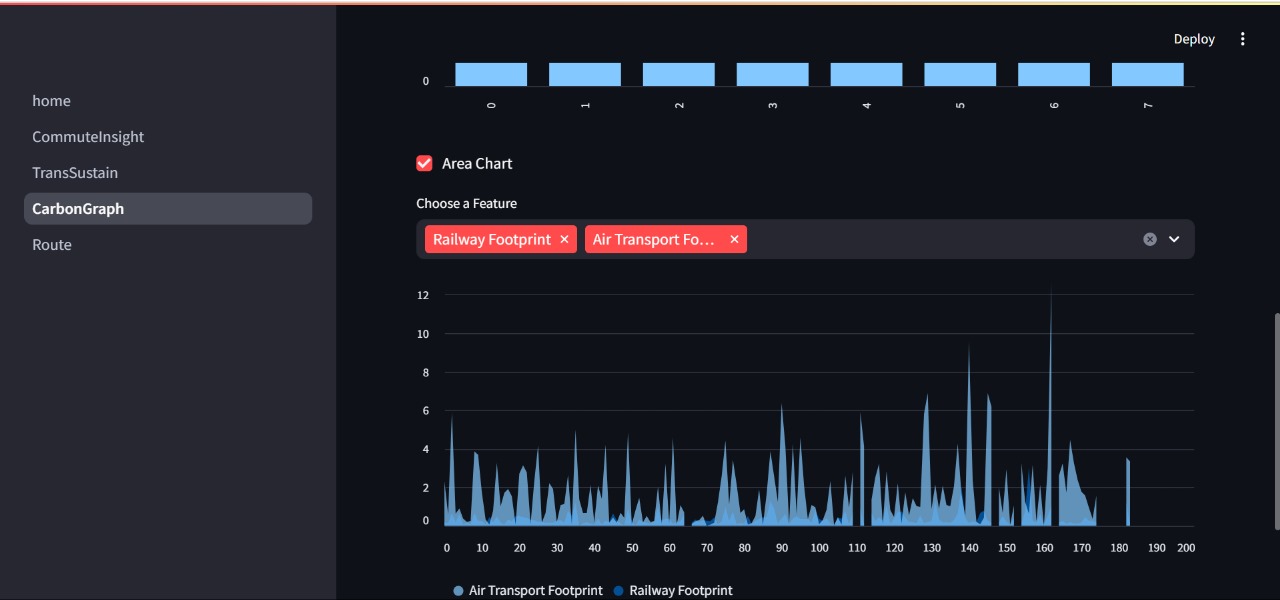 Deploy
home
CommuteInsight
TransSustain
CarbonGraph
Route
0
0 1 2 3 4 5 6 7
Area Chart
Choose a Feature
Railway Footprint Air Transport Fo...
12
10
8
6
4
2
0
0 10 20 30 40 50 60 70 80 90 100 110 120 130 140 150 160 170 180 190 200
Air Transport Footprint Railway Footprint